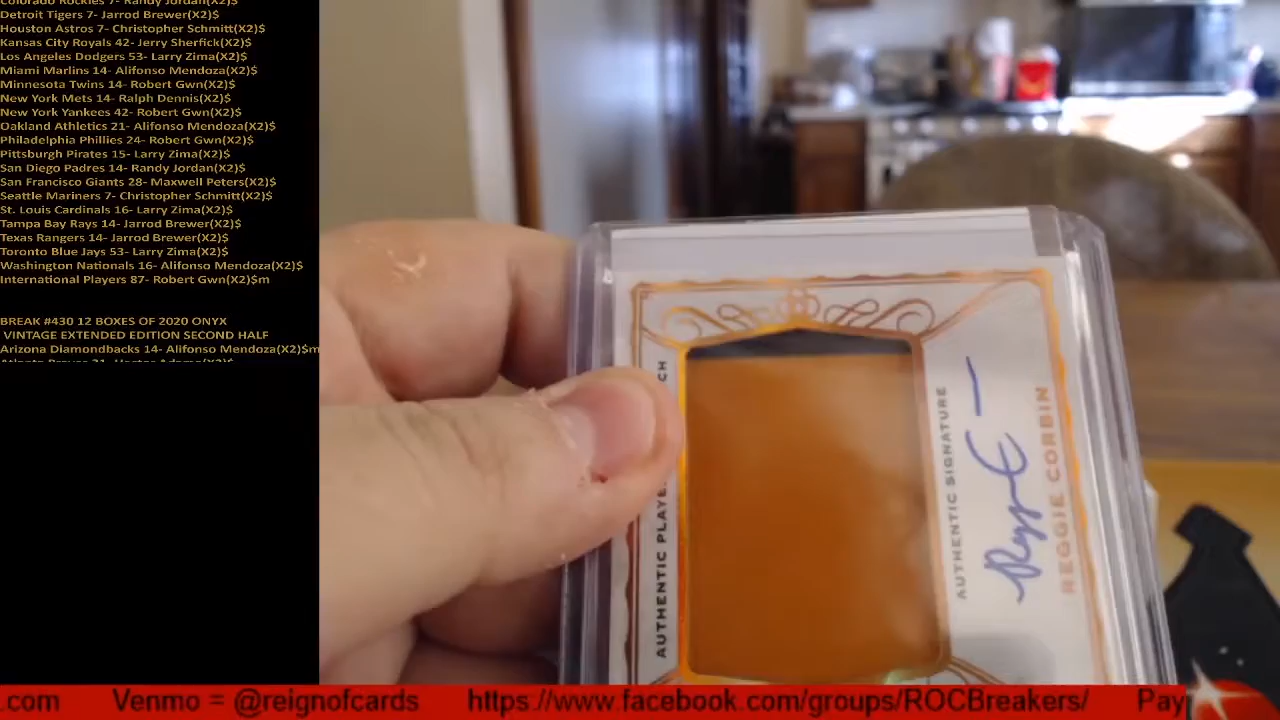 Colorado Rockies 7- Randy Jordan(X2)$
Detroit Tigers 7- Jarrod Brewer(X2)$
Houston Astros 7- Christopher Schmitt(X2)$
Kansas City Royals 42- Jerry Sherfick(X2)$
Los Angeles Dodgers 53- Larry Zima(X2)$
Miami Marlins 14- Alifonso Mendoza(X2)$
Minnesota Twins 14- Robert Gwn(X2)$
New York Mets 14- Ralph Dennis(X2)$
New York Yankees 42- Robert Gwn(X2)$
Oakland Athletics 21- Alifonso Mendoza(X2)$
Philadelphia Phillies 24- Robert Gwn(X2)$
Pittsburgh Pirates 15- Larry Zima(X2)$
San Diego Padres 14- Randy Jordan(X2)$
San Francisco Giants 28- Maxwell Peters(X2)$
Seattle Mariners 7- Christopher Schmitt(X2)$
St. Louis Cardinals 16- Larry Zima(X2)$
Tampa Bay Rays 14- Jarrod Brewer(X2)$
Texas Rangers 14- Jarrod Brewer(X2)$
Toronto Blue Jays 53- Larry Zima(X2)$
Washington Nationals 16- Alifonso Mendoza(X2)$
International Players 87- Robert Gwn(X2)$m
BREAK #430 12 BOXES OF 2020 ONYX
VINTAGE EXTENDED EDITION SECOND HALF
Arizona Diamondbacks 14- Alifonso Mendoza(X2)$m
AUTHENTIC PLAYE CH
AUTHENTIC SIGNATURE
REGGIE CORBIN
.com Venmo = @reignofcards https://www.facebook.com/groups/ROCBreakers/ Pay